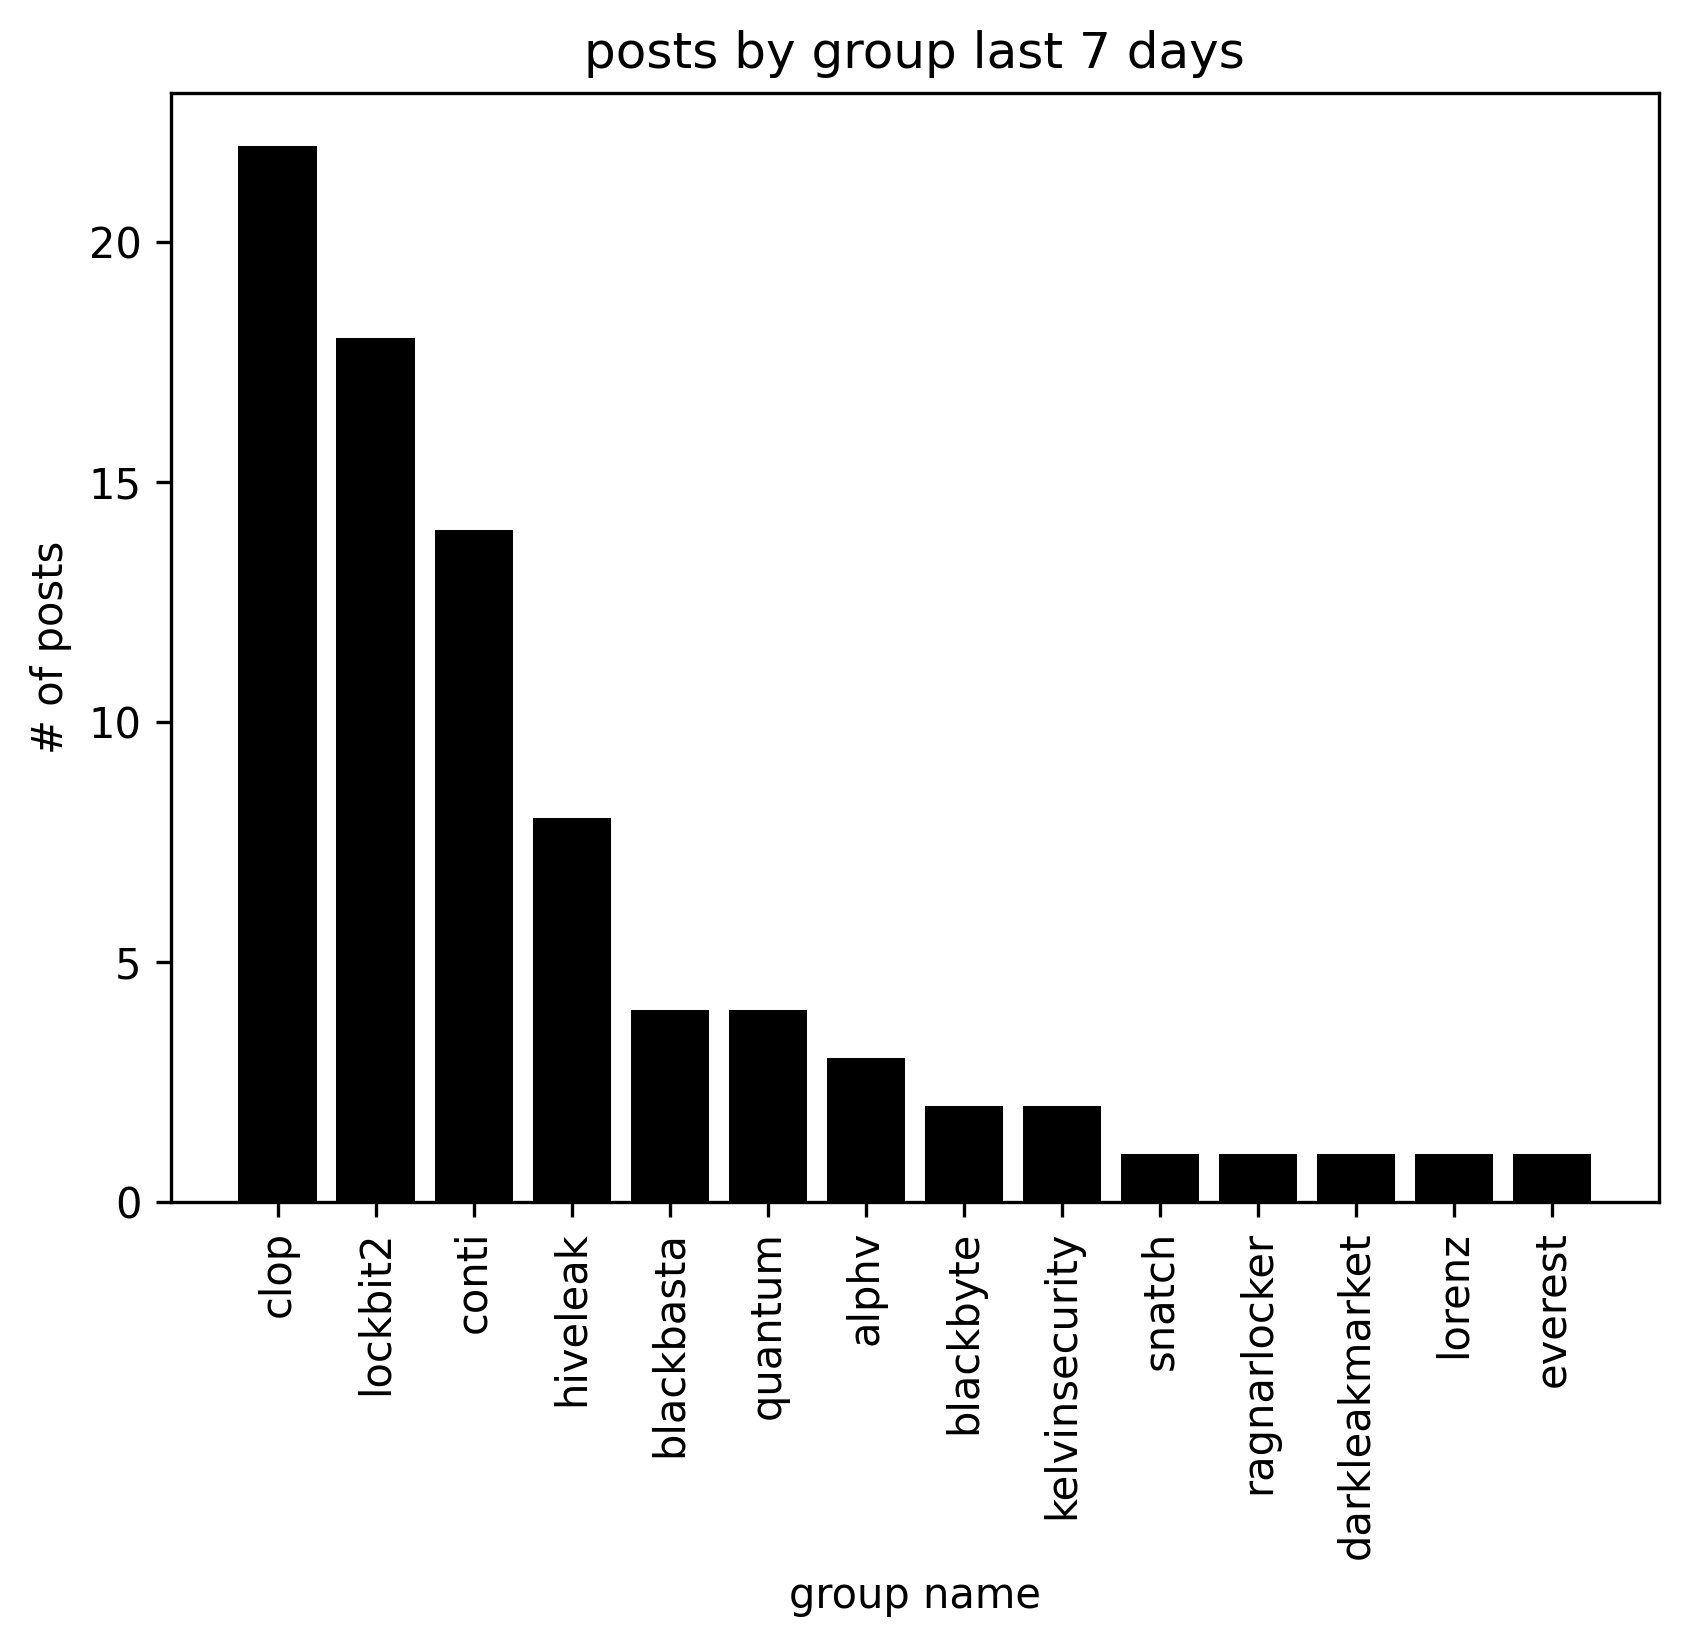 posts by group last 7 days
# of posts
20
15
10
5
0
clop
lockbit2
conti
hiveleak
blackbasta
quantum
alphv
blackbyte
kelvinsecurity
snatch
ragnarlocker
darkleakmarket
lorenz
everest
group name